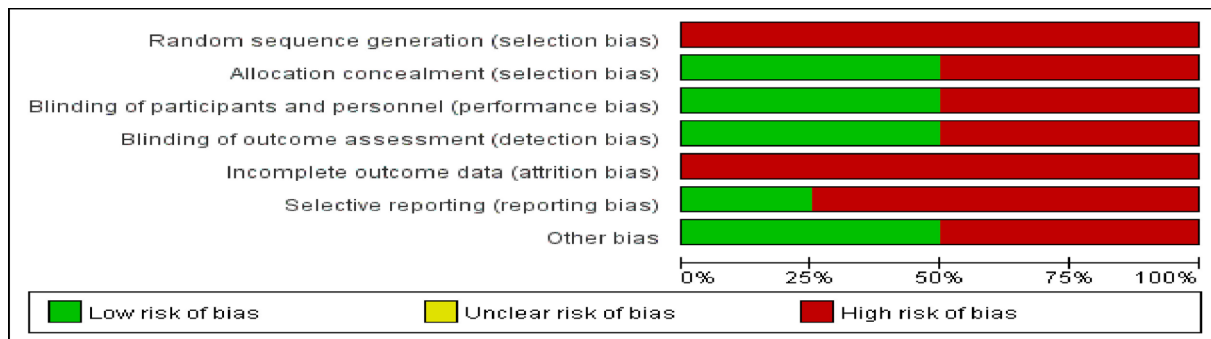 Random sequence generation (selection bias)
Allocation concealment (selection bias)
Blinding of participants and personnel (performance bias)
Blinding of outcome assessment (detection bias)
Incomplete outcome data (attrition bias)
Selective reporting (reporting bias)
Other bias
0% 25% 50% 75% 100%
Low risk of bias Unclear risk of bias High risk of bias